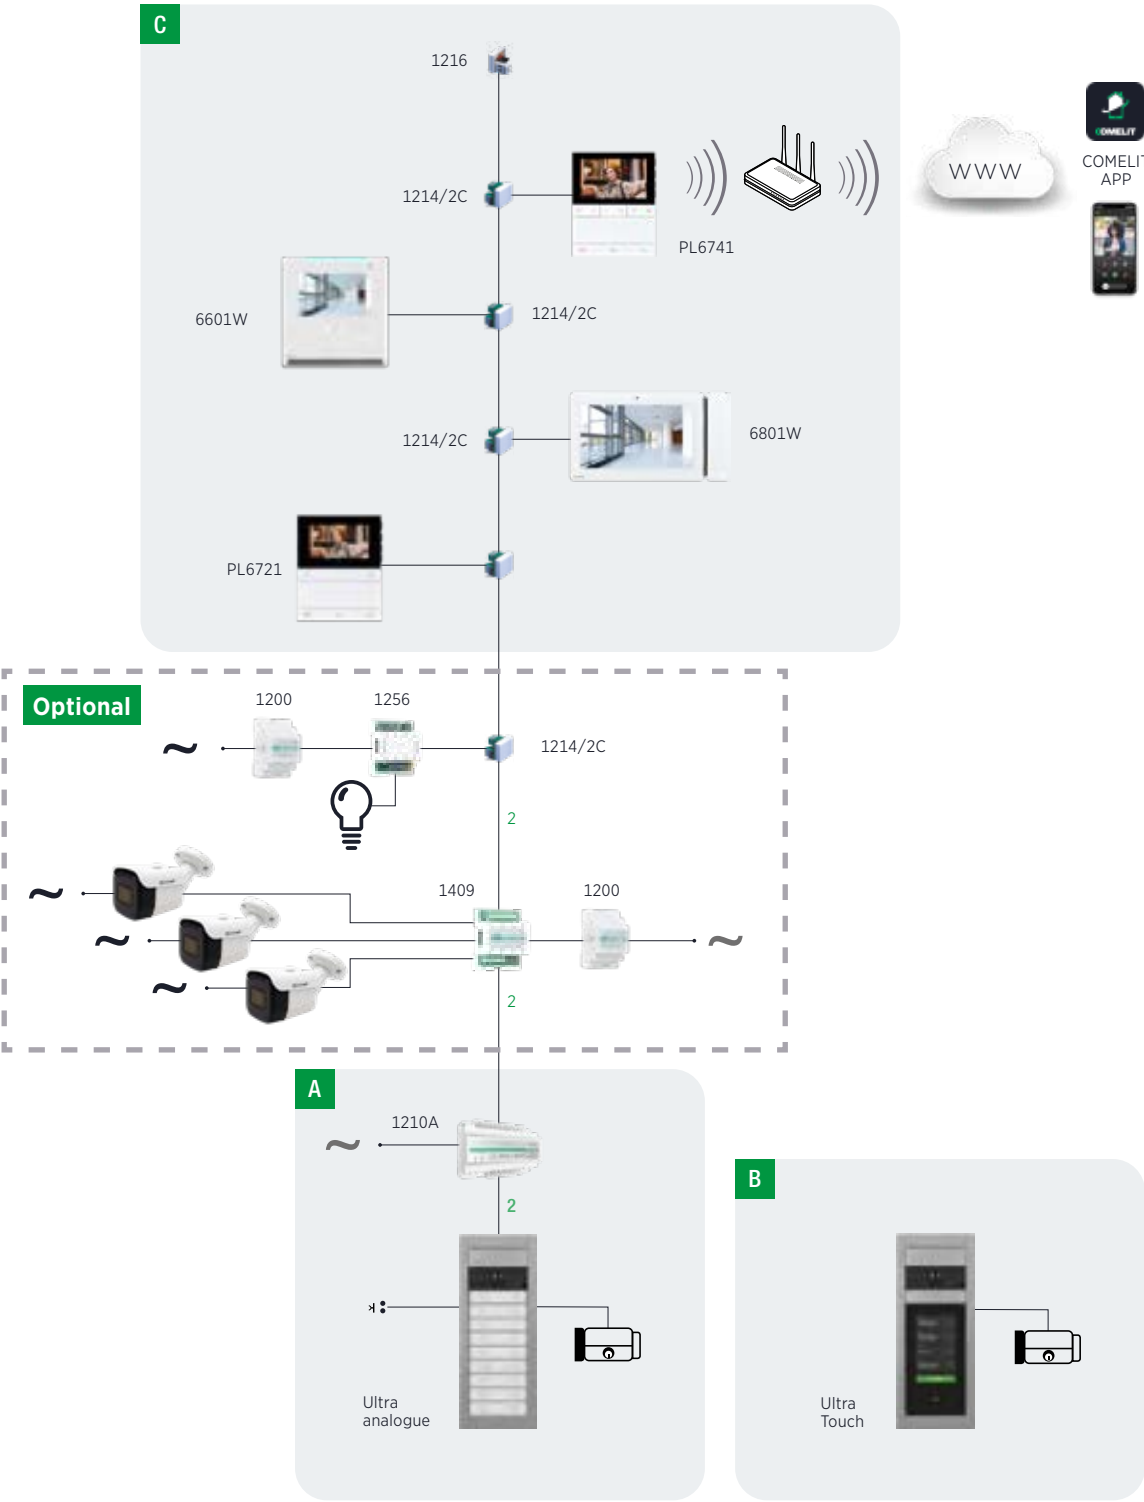 C
1216
COMELIT
WWW
COMELIT
APP
1214/2C
PL6741
6601W
1214/2C
1214/2C
6801W
PL6721
Optional
1200
1256
1214/2C
2
1409
1200
2
A
1210A
2
B
Ultra
analogue
Ultra
Touch